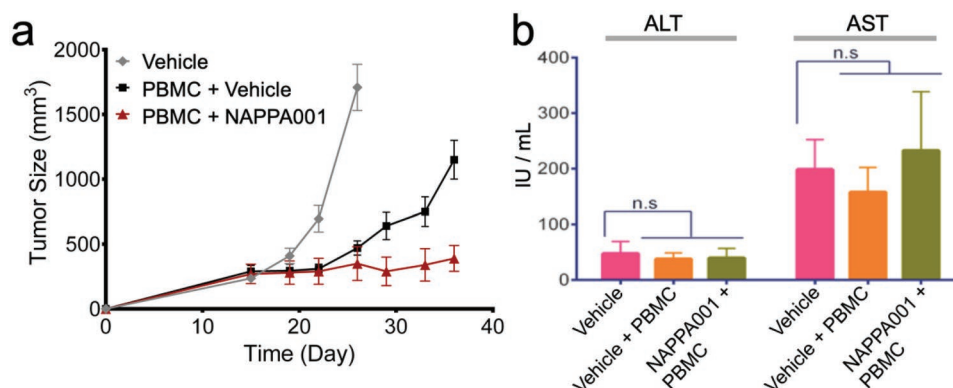 a
2000
1500
1000
500
0
Tumor Size (mm³)
0
10
20
30
40
Time (Day)
Vehicle
PBMC + Vehicle
PBMC + NAPPA001
b
ALT
AST
400
300
200
100
0
IU / mL
n.s
n.s
Vehicle
Vehicle + PBMC
NAPPA001 +
PBMC
Vehicle
Vehicle + PBMC
NAPPA001 +
PBMC